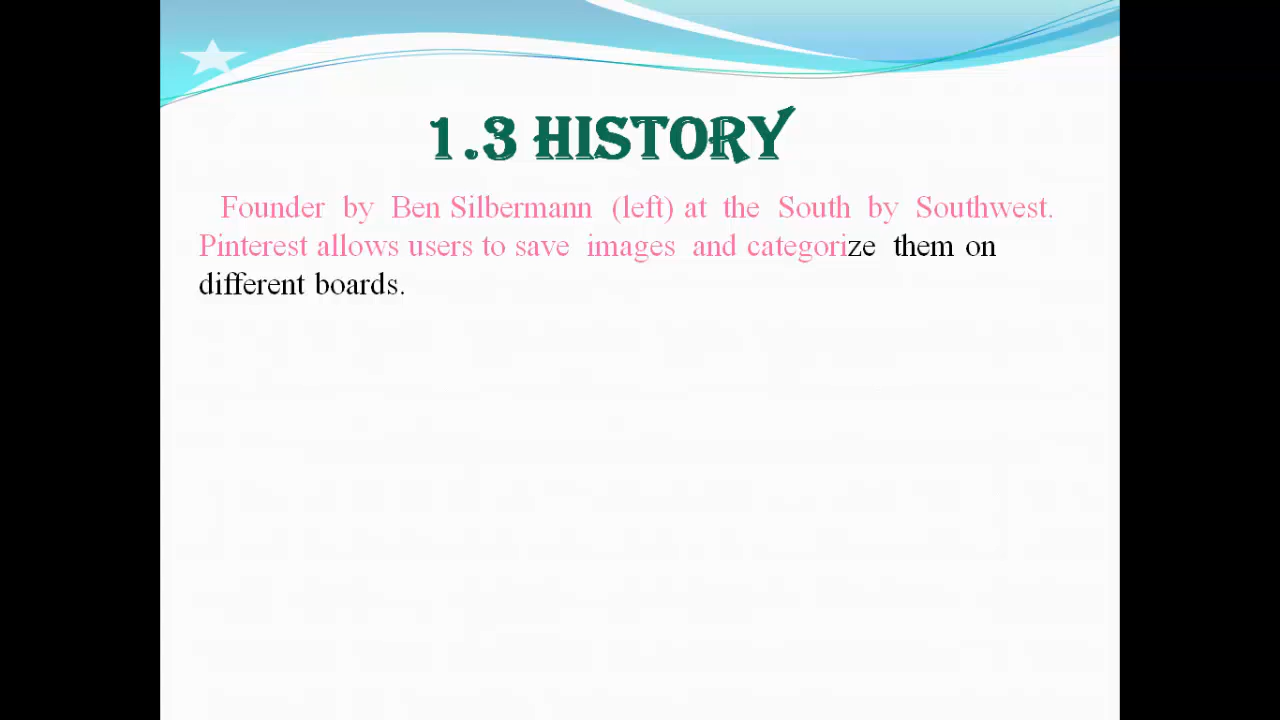 1.3 HISTORY
Founder by Ben Silbermann (left) at the South by Southwest.
Pinterest allows users to save images and categorize them on
different boards.